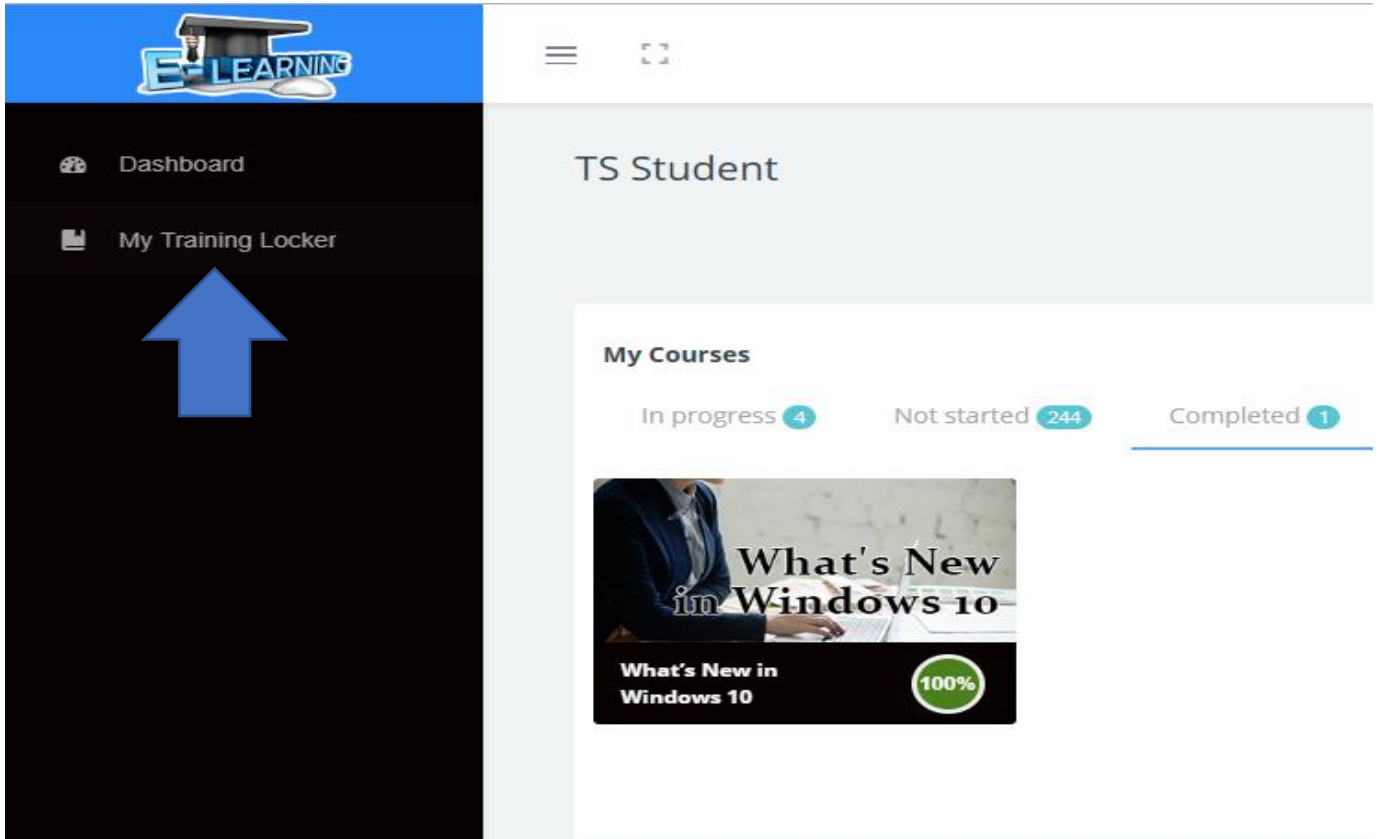 E-LEARNING
Dashboard
My Training Locker
TS Student
My Courses
In progress 4 Not started 244 Completed 1
What's New
in Windows 10
What's New in
Windows 10
100%